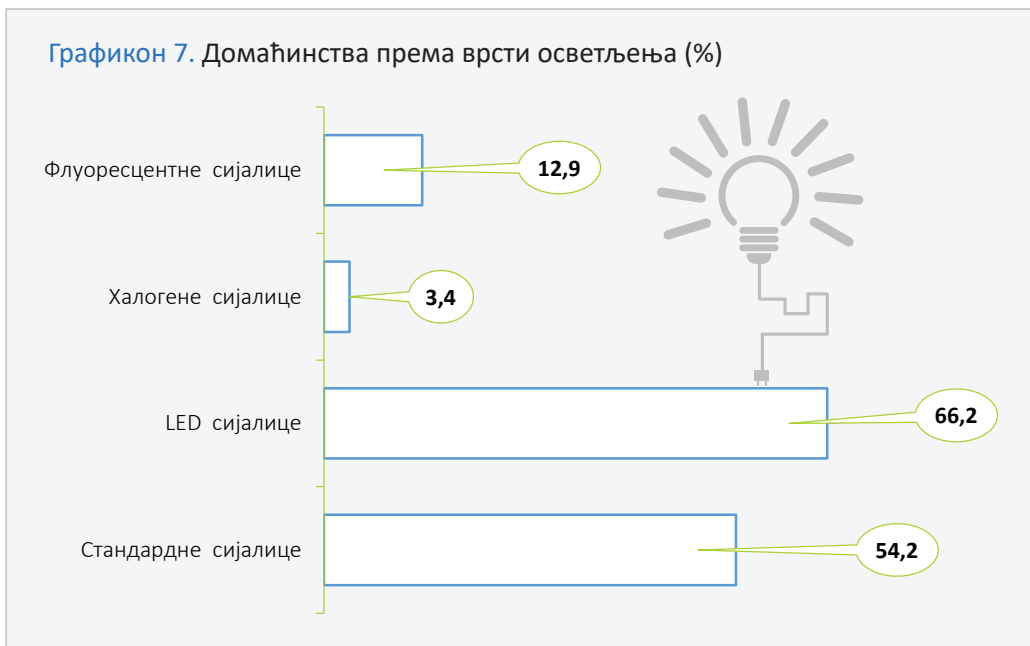 Графикон 7. Домаћинства према врсти осветљења (%)
Флуоресцентне сијалице
12,9
Халогене сијалице
3,4
LED сијалице
66,2
Стандардне сијалице
54,2